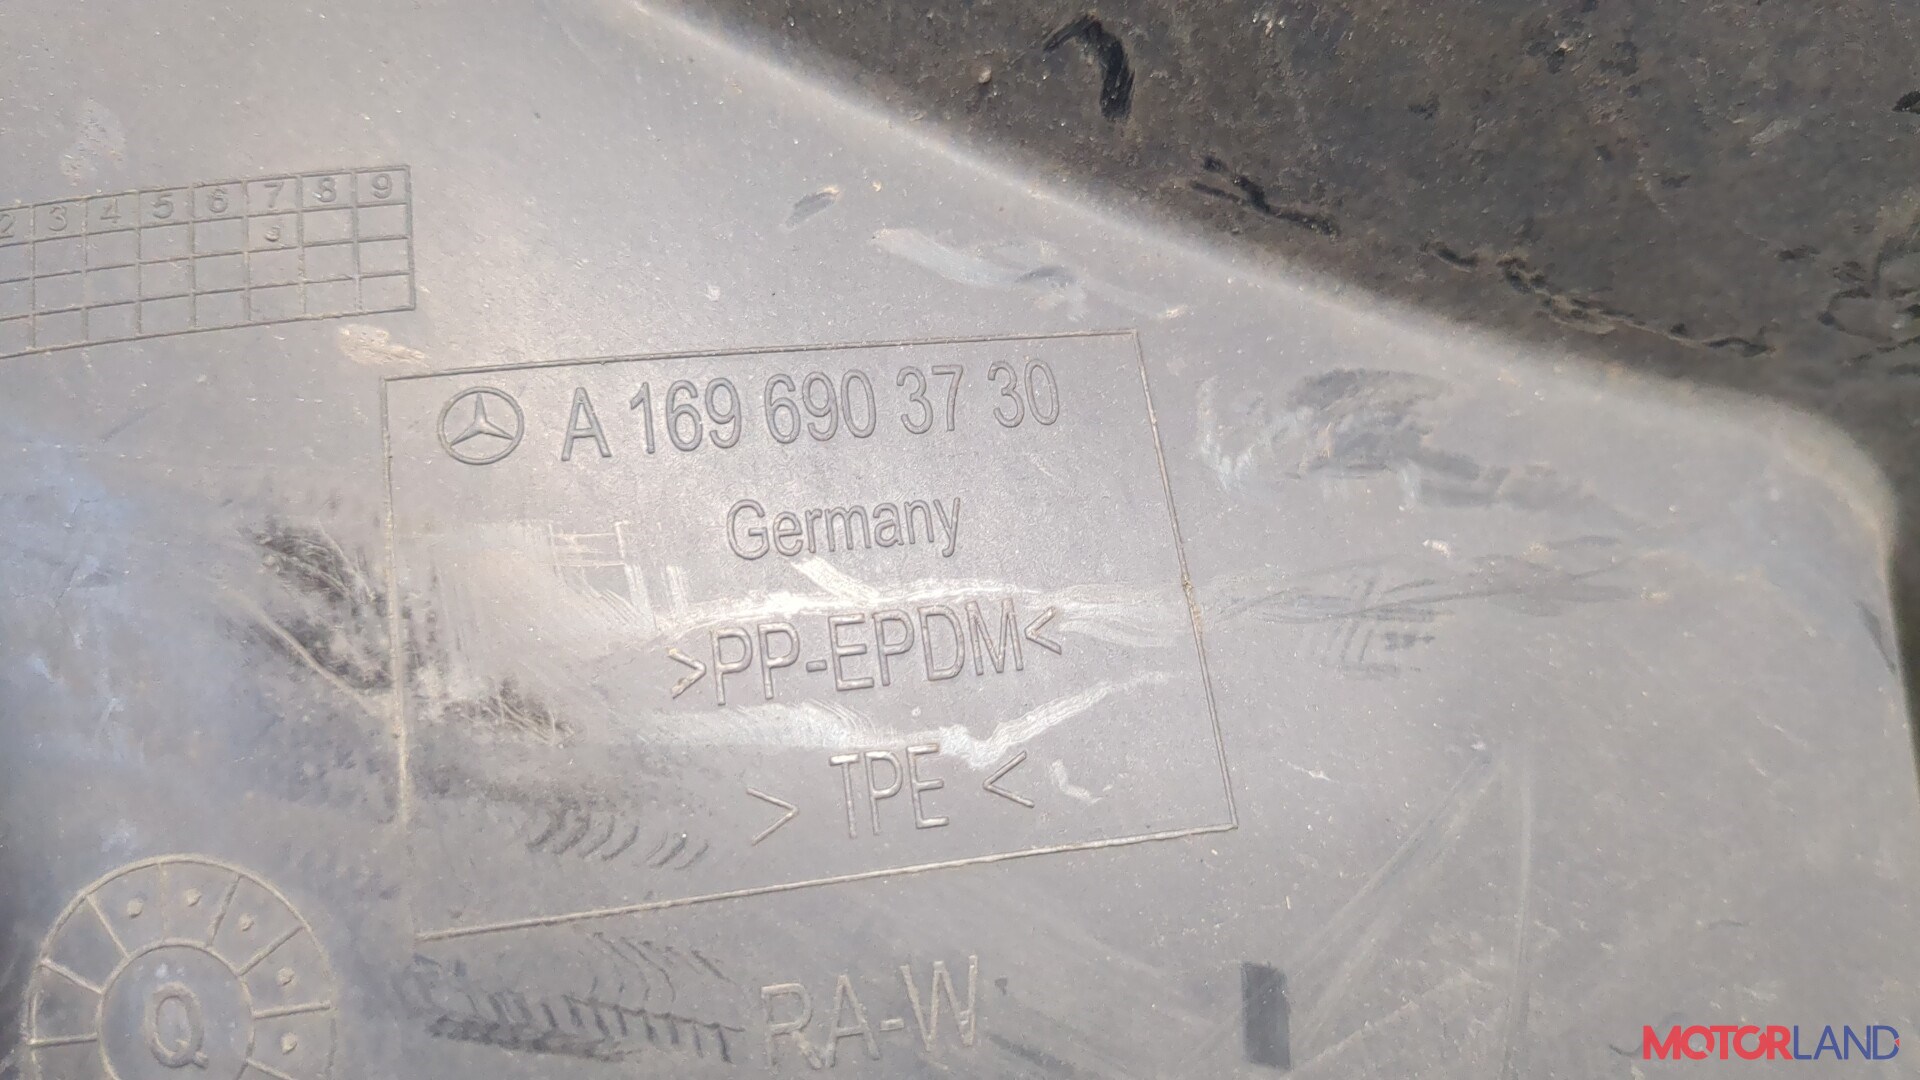 2 3 4 5 6 7 8 9
A 169 690 37 30
Germany
>PP-EPDM<
> TPE <
RA-W
Q
MOTORLAND